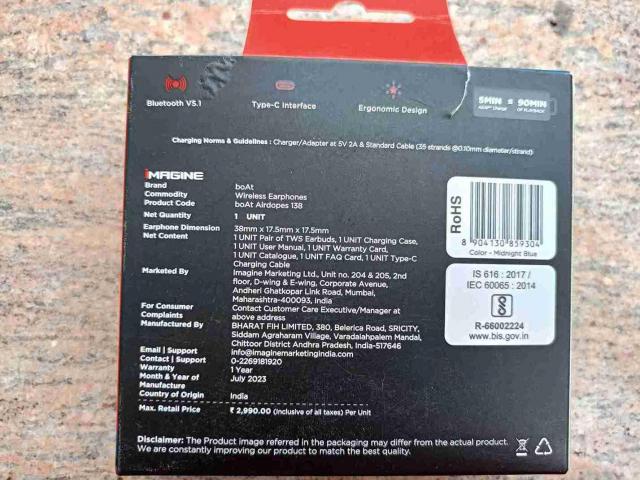 Bluetooth V5.1
Type-C Interface
Ergonomic Design
5MIN = 90MIN
ASAP™ CHARGE OF PLAYBACK
Charging Norms & Guidelines : Charger/Adapter at 5V 2A & Standard Cable (35 strands @0.10mm diameter/strand)
iMAGINE
Brand boAt
Commodity Wireless Earphones
Product Code boAt Airdopes 138
Net Quantity 1 UNIT
Earphone Dimension 38mm x 17.5mm x 17.5mm
Net Content 1 UNIT Pair of TWS Earbuds, 1 UNIT Charging Case,
1 UNIT User Manual, 1 UNIT Warranty Card,
1 UNIT Catalogue, 1 UNIT FAQ Card, 1 UNIT Type-C
Charging Cable
Marketed By Imagine Marketing Ltd., Unit no. 204 & 205, 2nd
floor, D-wing & E-wing, Corporate Avenue,
Andheri Ghatkopar Link Road, Mumbai,
Maharashtra-400093, India
For Consumer Contact Customer Care Executive/Manager at
Complaints above address
Manufactured By BHARAT FIH LIMITED, 380, Belerica Road, SRICITY,
Siddam Agraharam Village, Varadaiahpalem Mandal,
Chittoor District Andhra Pradesh, India-517646
Email | Support info@imaginemarketingindia.com
Contact | Support 0-2269181920
Warranty 1 Year
Month & Year of July 2023
Manufacture
Country of Origin India
Max. Retail Price ₹ 2,990.00 (Inclusive of all taxes) Per Unit
RoHS
8 904130 859304
Color - Midnight Blue
IS 616 : 2017 /
IEC 60065 : 2014
R-66002224
www.bis.gov.in
Disclaimer: The Product image referred in the packaging may differ from the actual product.
We are constantly improving our product to match the best quality.